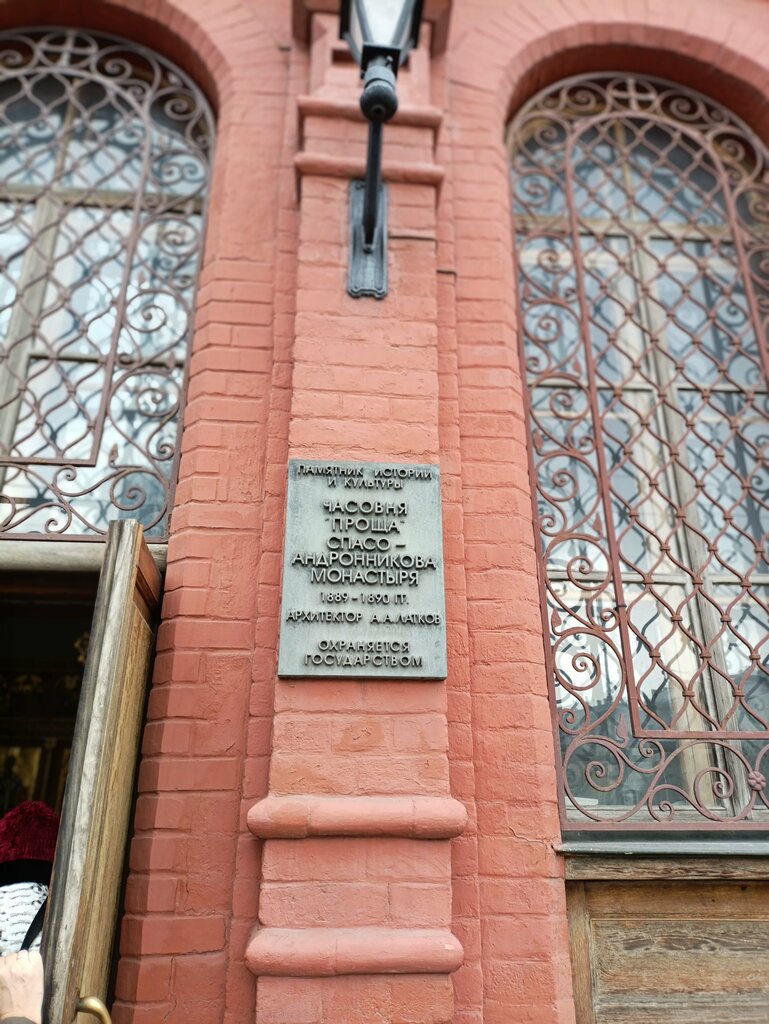 ПАМЯТНИК ИСТОРИИ
И КУЛЬТУРЫ
ЧАСОВНЯ
"ПРОЩА"
СПАСО –
АНДРОННИКОВА
МОНАСТЫРЯ
1889 – 1890 ГГ.
АРХИТЕКТОР А.А.ЛАТКОВ
ОХРАНЯЕТСЯ
ГОСУДАРСТВОМ